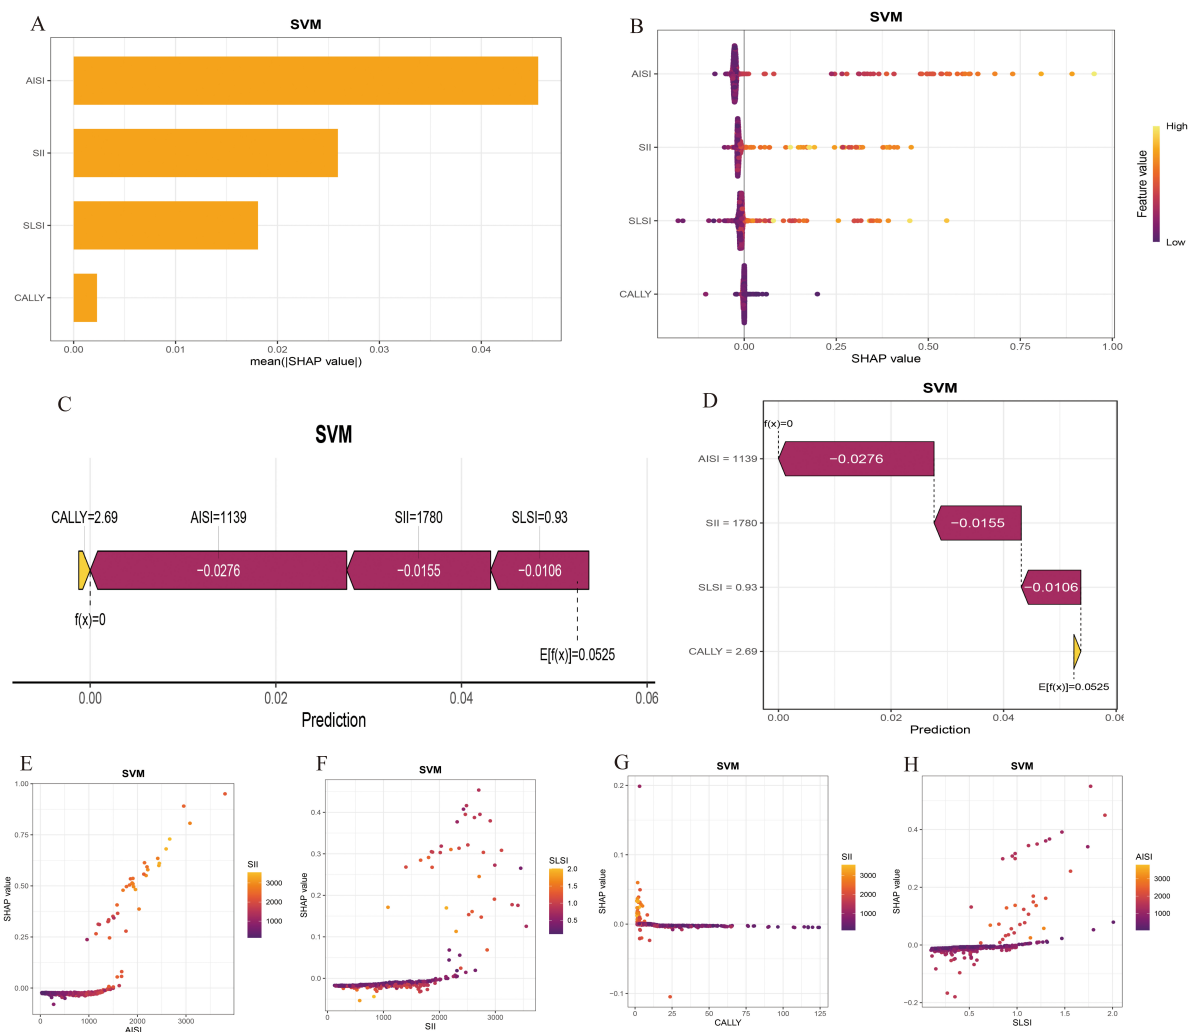 A
SVM
AISI
SII
SLSI
CALLY
0.00 0.01 0.02 0.03 0.04
mean(|SHAP value|)
B
SVM
AISI
SII
SLSI
CALLY
0.00 0.25 0.50 0.75 1.00
SHAP value
High
Feature value
Low
C
SVM
CALLY=2.69 AISI=1139 SII=1780 SLSI=0.93
−0.0276 −0.0155 −0.0106
f(x)=0
E[f(x)]=0.0525
0.00 0.02 0.04 0.06
Prediction
D
SVM
f(x)=0
AISI = 1139 −0.0276
SII = 1780 −0.0155
SLSI = 0.93 −0.0106
CALLY = 2.69
E[f(x)]=0.0525
0.00 0.02 0.04 0.06
Prediction
E
SVM
SHAP value
1.00
0.75
0.50
0.25
0.00
0 1000 2000 3000
AISI
SII
3000
2000
1000
F
SVM
SHAP value
0.4
0.3
0.2
0.1
0.0
0 1000 2000 3000
SII
SLSI
2.0
1.5
1.0
0.5
G
SVM
SHAP value
0.2
0.1
0.0
−0.1
0 25 50 75 100 125
CALLY
SII
3000
2000
1000
H
SVM
SHAP value
0.4
0.2
0.0
−0.2
0.5 1.0 1.5 2.0
SLSI
AISI
3000
2000
1000